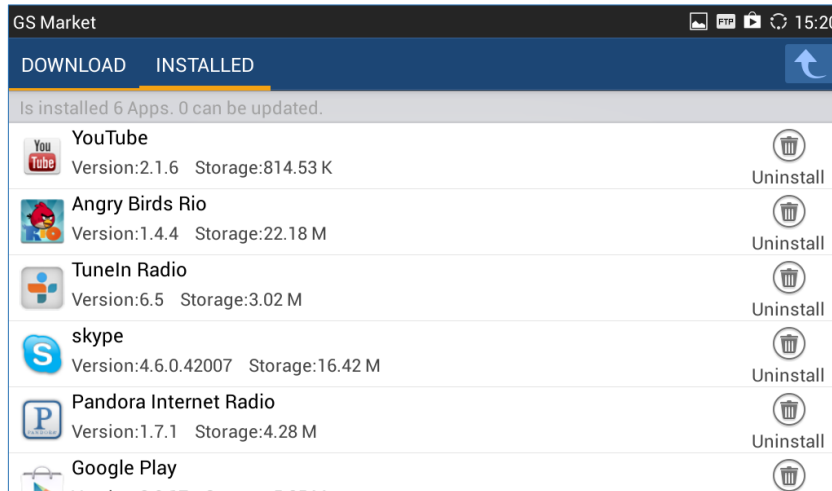 GS Market FTP 15:20
DOWNLOAD INSTALLED
Is installed 6 Apps. 0 can be updated.
You
Tube
YouTube
Version:2.1.6 Storage:814.53 K
Uninstall
RIO
Angry Birds Rio
Version:1.4.4 Storage:22.18 M
Uninstall
TuneIn Radio
Version:6.5 Storage:3.02 M
Uninstall
S
skype
Version:4.6.0.42007 Storage:16.42 M
Uninstall
P
Pandora Internet Radio
Version:1.7.1 Storage:4.28 M
Uninstall
Google Play